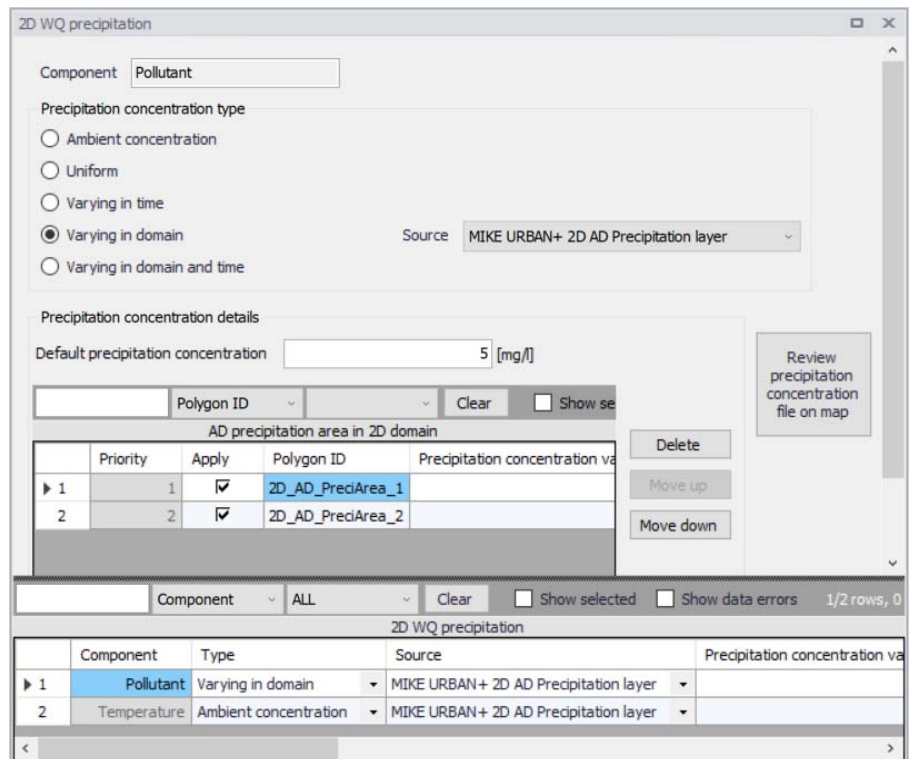 2D WQ precipitation
Component Pollutant
Precipitation concentration type
Ambient concentration
Uniform
Varying in time
Varying in domain Source MIKE URBAN+ 2D AD Precipitation layer
Varying in domain and time
Precipitation concentration details
Default precipitation concentration 5 [mg/l]
Review
precipitation
concentration
file on map
Polygon ID Clear Show se
AD precipitation area in 2D domain
Priority Apply Polygon ID Precipitation concentration va
1 1 2D_AD_PreciArea_1
2 2 2D_AD_PreciArea_2
Delete
Move up
Move down
Component ALL Clear Show selected Show data errors 1/2 rows, 0
2D WQ precipitation
Component Type Source Precipitation concentration va
1 Pollutant Varying in domain MIKE URBAN+ 2D AD Precipitation layer
2 Temperature Ambient concentration MIKE URBAN+ 2D AD Precipitation layer